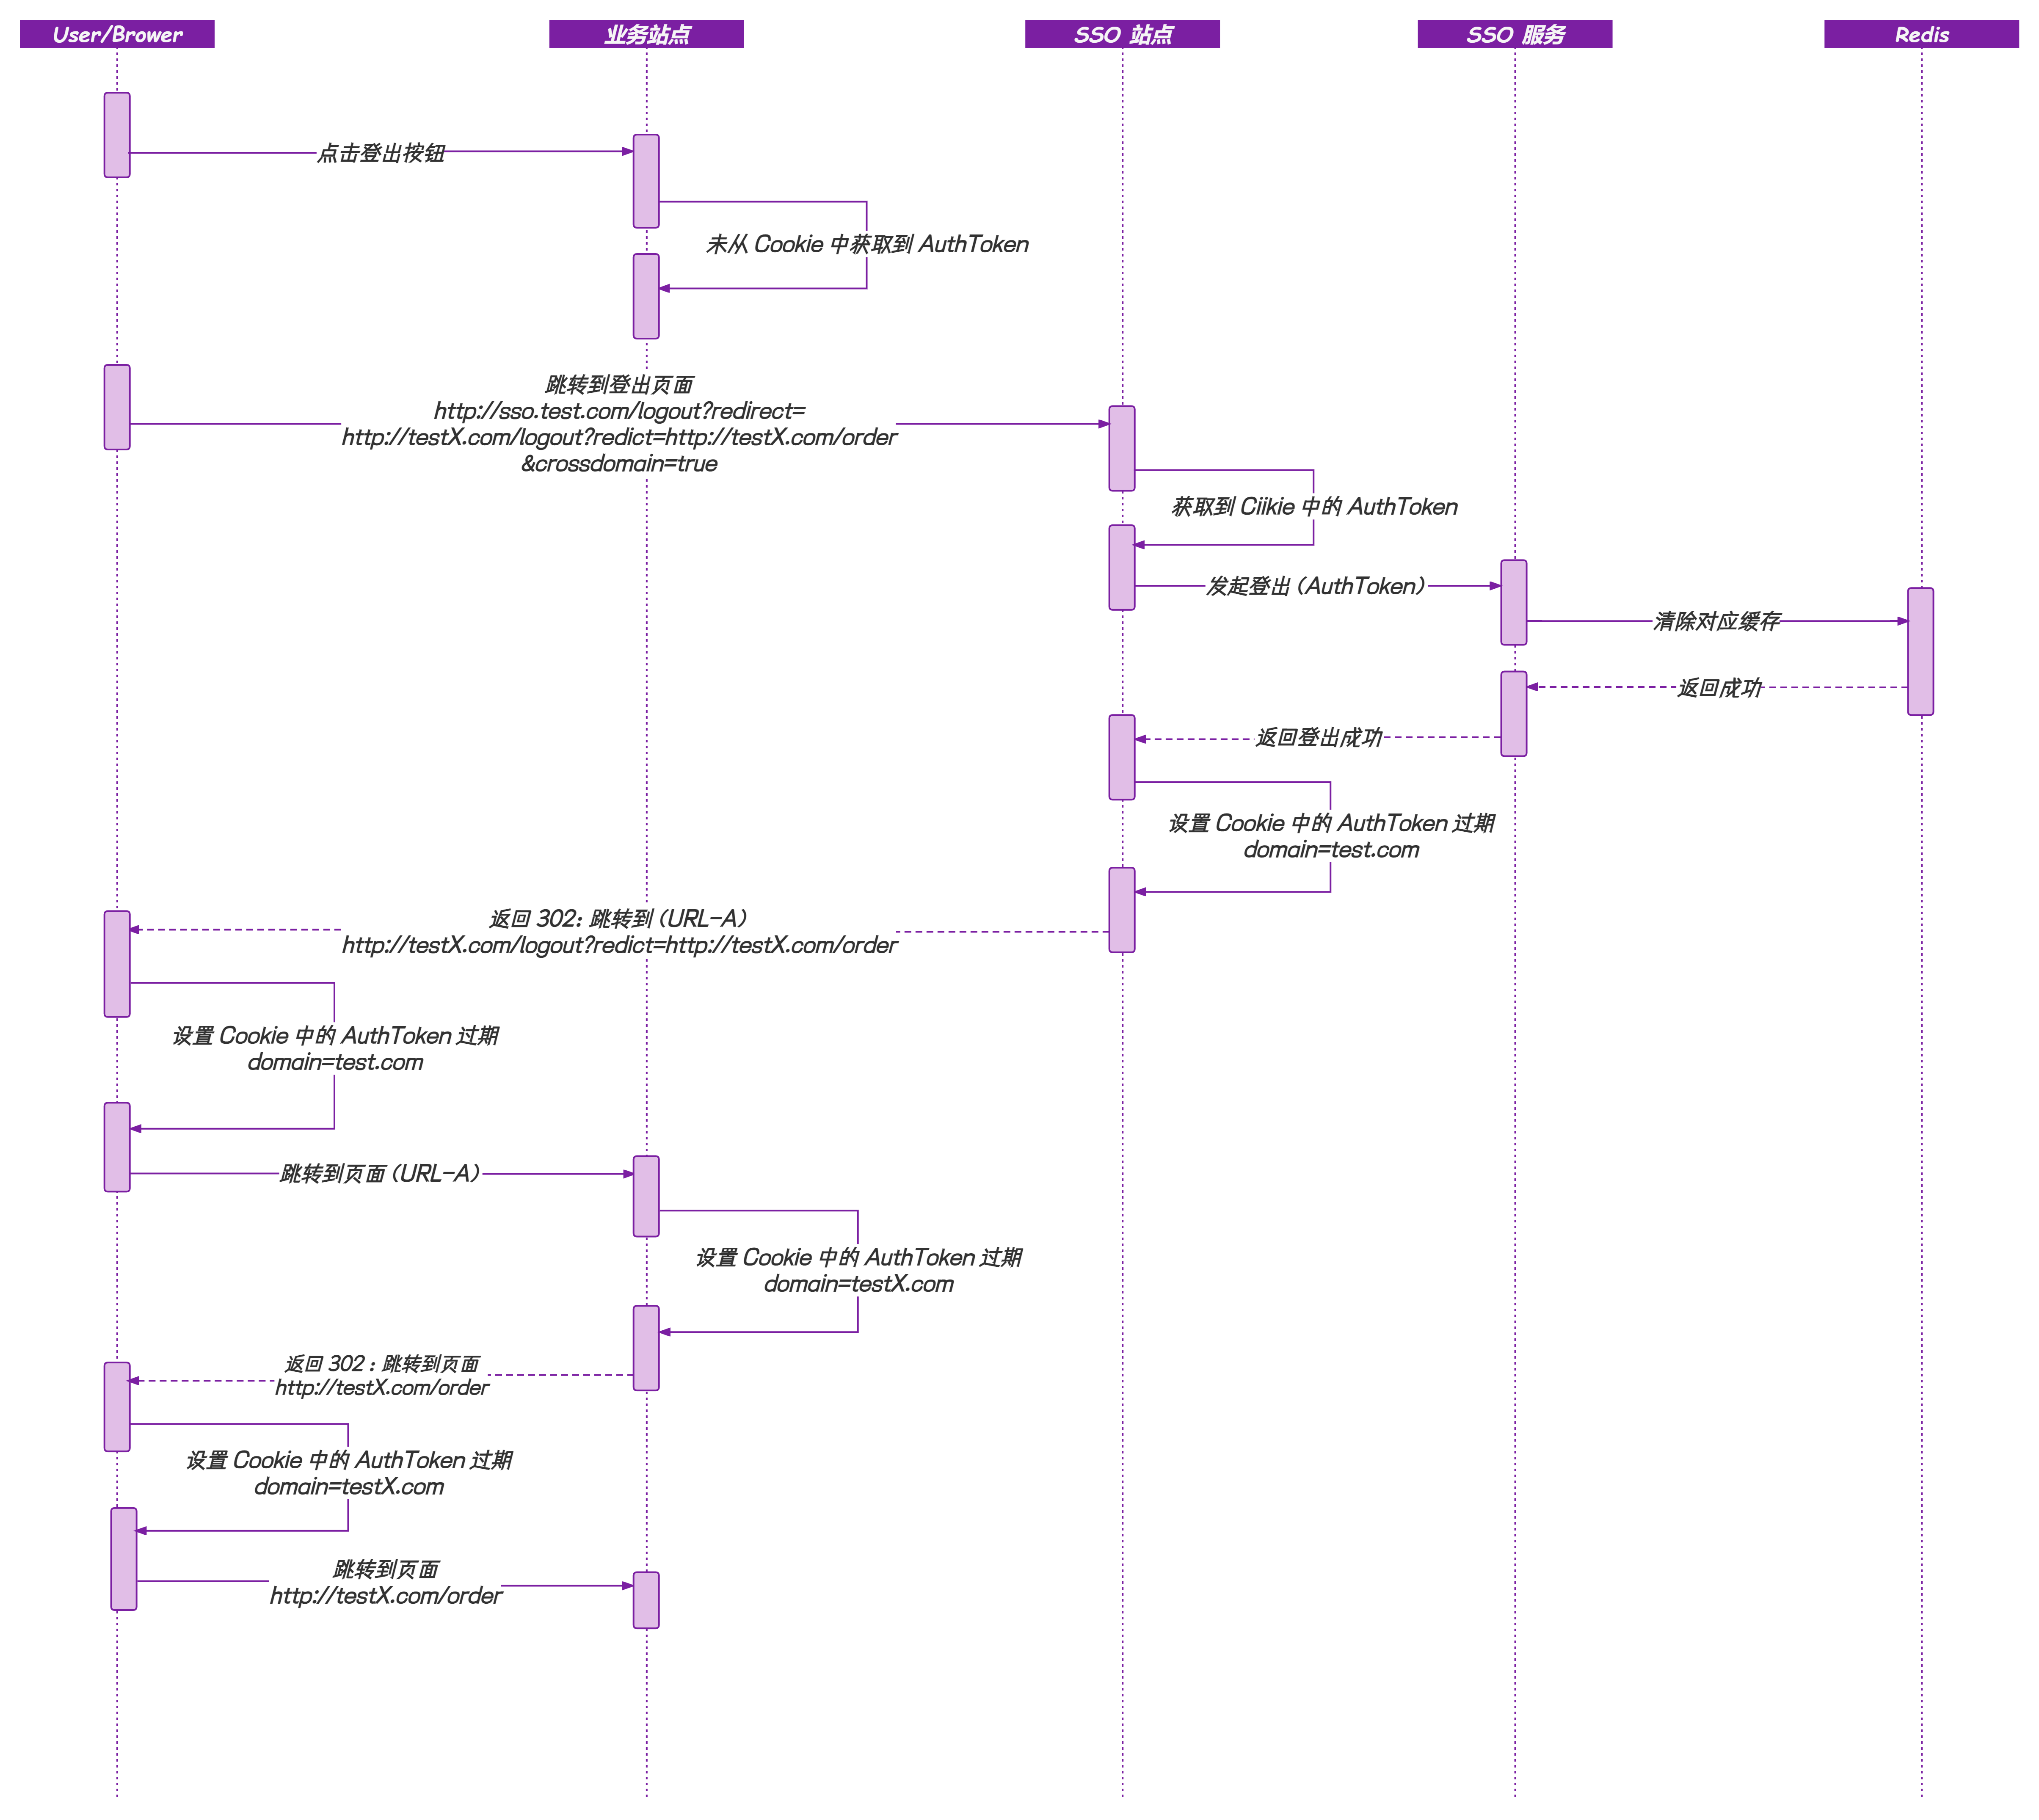 User/Brower
业务站点
SSO 站点
SSO 服务
Redis
点击登出按钮
未从 Cookie 中获取到 AuthToken
跳转到登出页面
http://sso.test.com/logout?redirect=
http://testX.com/logout?redict=http://testX.com/order
&crossdomain=true
获取到 Ciikie 中的 AuthToken
发起登出 (AuthToken)
清除对应缓存
返回成功
返回登出成功
设置 Cookie 中的 AuthToken 过期
domain=test.com
返回 302: 跳转到 (URL-A)
http://testX.com/logout?redict=http://testX.com/order
设置 Cookie 中的 AuthToken 过期
domain=test.com
跳转到页面 (URL-A)
设置 Cookie 中的 AuthToken 过期
domain=testX.com
返回 302 : 跳转到页面
http://testX.com/order
设置 Cookie 中的 AuthToken 过期
domain=testX.com
跳转到页面
http://testX.com/order